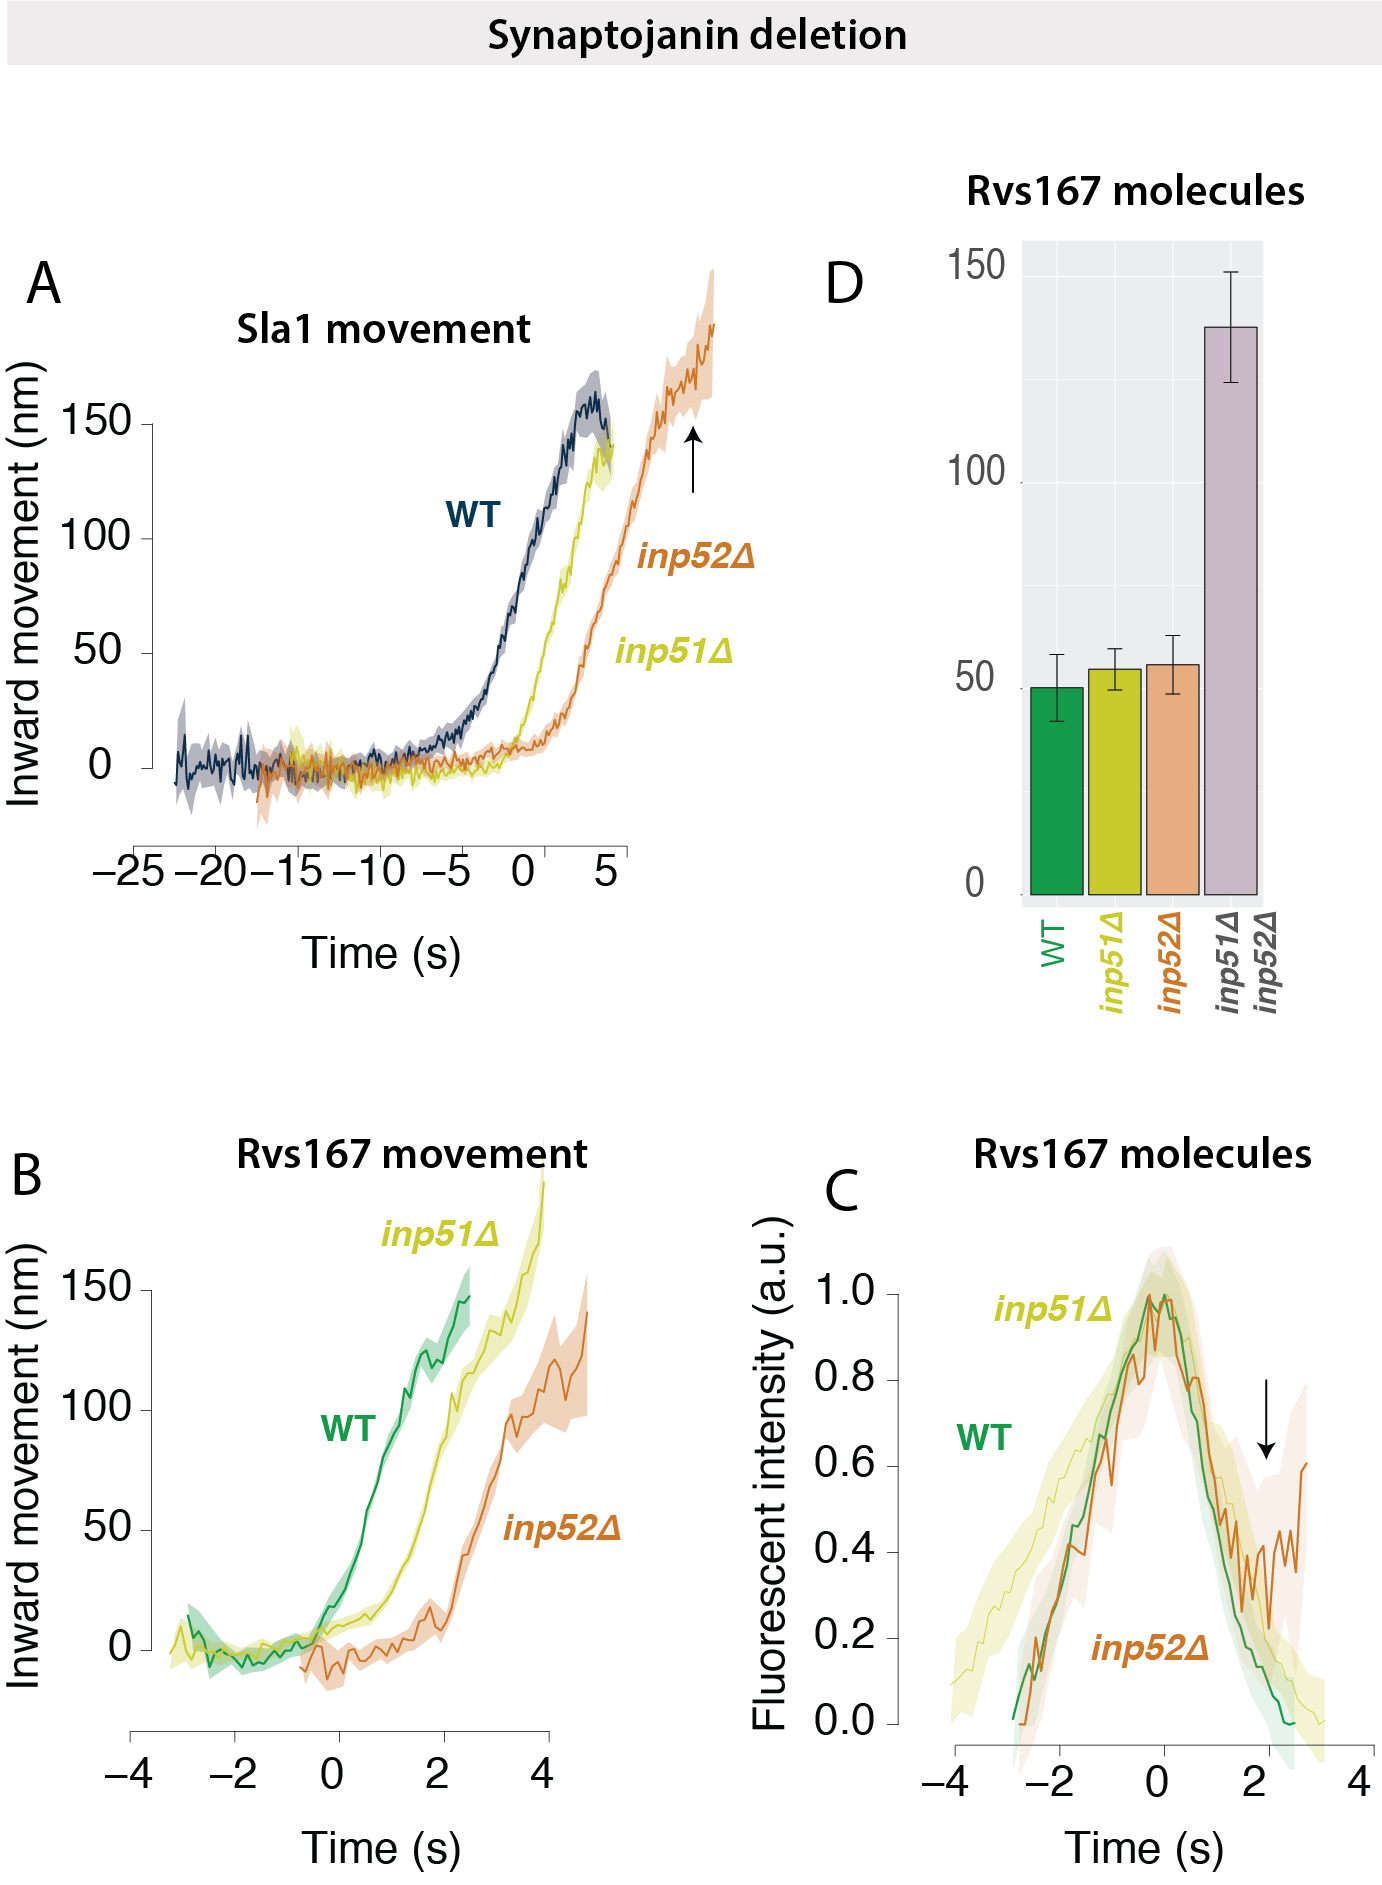 Synaptojanin deletion
A
Sla1 movement
Inward movement (nm)
150
100
50
0
WT
inp52Δ
inp51Δ
−25 −20 −15 −10 −5 0 5
Time (s)
D
Rvs167 molecules
150
100
50
0
WT
inp51Δ
inp52Δ
inp51Δ
inp52Δ
B
Rvs167 movement
Inward movement (nm)
150
100
50
0
inp51Δ
WT
inp52Δ
−4 −2 0 2 4
Time (s)
C
Rvs167 molecules
Fluorescent intensity (a.u.)
1.0
0.8
0.6
0.4
0.2
0.0
inp51Δ
WT
inp52Δ
−4 −2 0 2 4
Time (s)